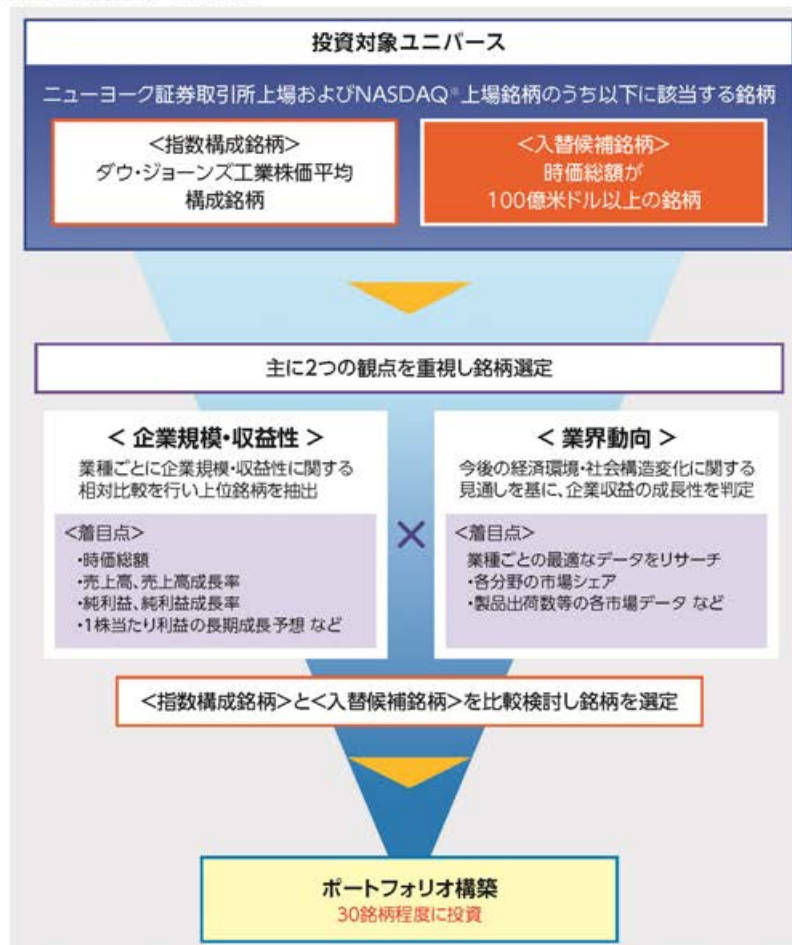 投資対象ユニバース
ニューヨーク証券取引所上場およびNASDAQ※上場銘柄のうち以下に該当する銘柄
<指数構成銘柄>
ダウ・ジョーンズ工業株価平均
構成銘柄
<入替候補銘柄>
時価総額が
100億米ドル以上の銘柄
主に2つの観点を重視し銘柄選定
< 企業規模・収益性 >
業種ごとに企業規模・収益性に関する
相対比較を行い上位銘柄を抽出
<着目点>
・時価総額
・売上高、売上高成長率
・純利益、純利益成長率
・1株当たり利益の長期成長予想 など
×
< 業界動向 >
今後の経済環境・社会構造変化に関する
見通しを基に、企業収益の成長性を判定
<着目点>
業種ごとの最適なデータをリサーチ
・各分野の市場シェア
・製品出荷数等の各市場データ など
<指数構成銘柄>と<入替候補銘柄>を比較検討し銘柄を選定
ポートフォリオ構築
30銘柄程度に投資